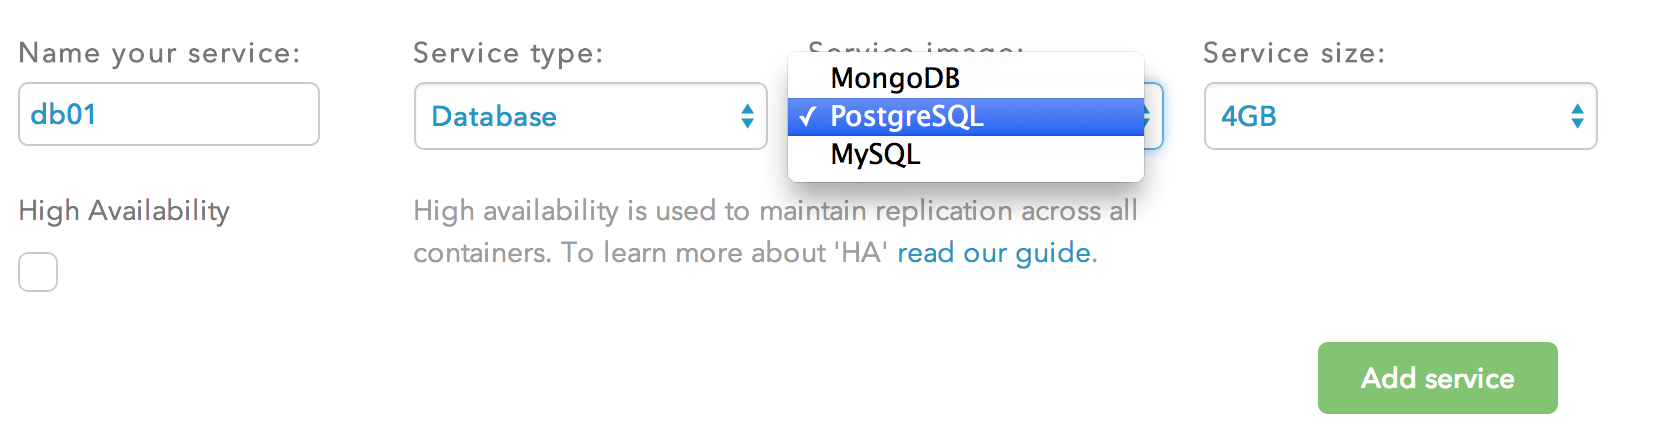 Name your service:
Service type:
Service image:
Service size:
db01
Database
MongoDB
✓ PostgreSQL
MySQL
4GB
High Availability
High availability is used to maintain replication across all
containers. To learn more about 'HA' read our guide.
Add service